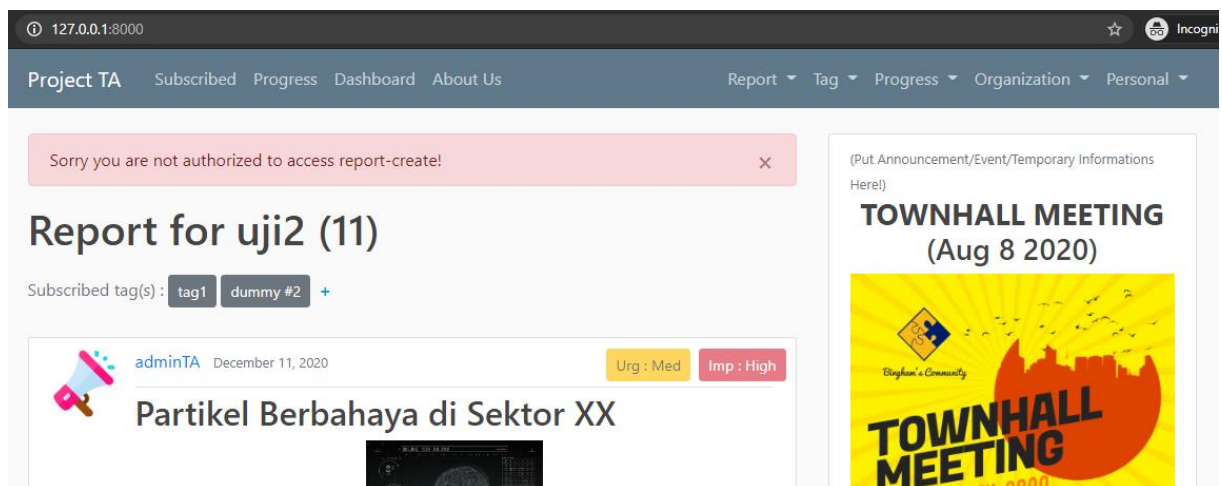 127.0.0.1:8000
Project TA Subscribed Progress Dashboard About Us Report Tag Progress Organization Personal
Sorry you are not authorized to access report-create! ×
Report for uji2 (11)
Subscribed tag(s) : tag1 dummy #2 +
adminTA December 11, 2020 Urg : Med Imp : High
Partikel Berbahaya di Sektor XX
(Put Announcement/Event/Temporary Informations
Here!)
TOWNHALL MEETING
(Aug 8 2020)
Bingham's Community
TOWNHALL
MEETING